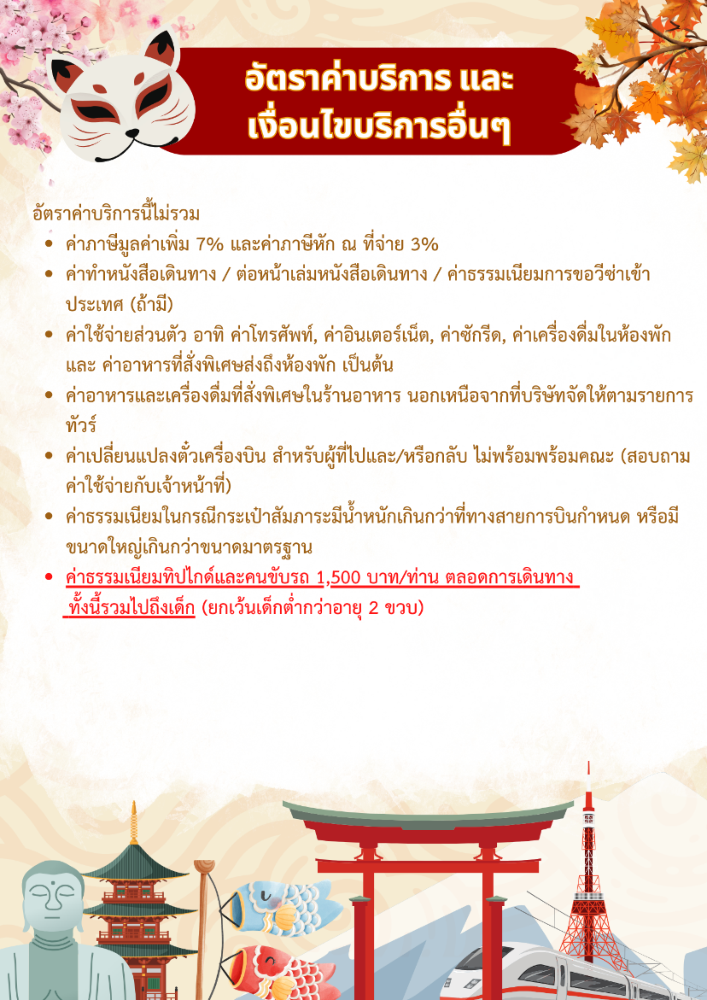 อัตราค่าบริการ และ
เงื่อนไขบริการอื่นๆ
อัตราค่าบริการนี้ไม่รวม
• ค่าภาษีมูลค่าเพิ่ม 7% และค่าภาษีหัก ณ ที่จ่าย 3%
• ค่าทำหนังสือเดินทาง / ต่อหน้าเล่มหนังสือเดินทาง / ค่าธรรมเนียมการขอวีซ่าเข้า
ประเทศ (ถ้ามี)
• ค่าใช้จ่ายส่วนตัว อาทิ ค่าโทรศัพท์, ค่าอินเตอร์เน็ต, ค่าซักรีด, ค่าเครื่องดื่มในห้องพัก
และ ค่าอาหารที่สั่งพิเศษส่งถึงห้องพัก เป็นต้น
• ค่าอาหารและเครื่องดื่มที่สั่งพิเศษในร้านอาหาร นอกเหนือจากที่บริษัทจัดให้ตามรายการ
ทัวร์
• ค่าเปลี่ยนแปลงตั๋วเครื่องบิน สำหรับผู้ที่ไปและ/หรือกลับ ไม่พร้อมพร้อมคณะ (สอบถาม
ค่าใช้จ่ายกับเจ้าหน้าที่)
• ค่าธรรมเนียมในกรณีกระเป๋าสัมภาระมีน้ำหนักเกินกว่าที่ทางสายการบินกำหนด หรือมี
ขนาดใหญ่เกินกว่าขนาดมาตรฐาน
• ค่าธรรมเนียมทิปไกด์และคนขับรถ 1,500 บาท/ท่าน ตลอดการเดินทาง
ทั้งนี้รวมไปถึงเด็ก (ยกเว้นเด็กต่ำกว่าอายุ 2 ขวบ)